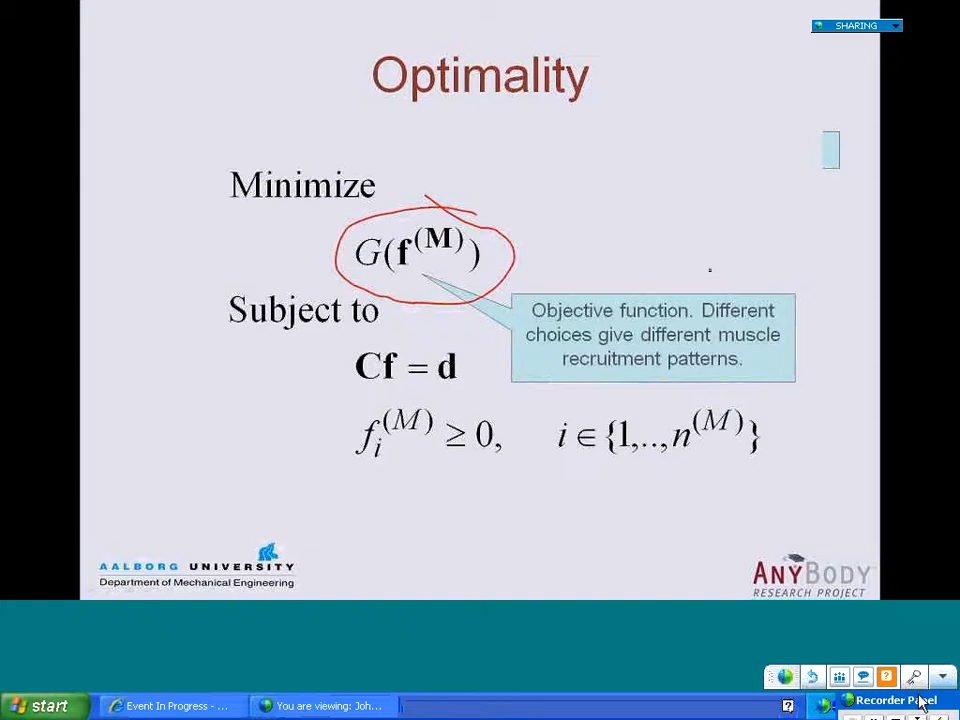 SHARING
Optimality
Minimize
G(f^(M))
Subject to
Objective function. Different
choices give different muscle
recruitment patterns.
Cf = d
f_i^(M) ≥ 0, i ∈ {1,..,n^(M)}
AALBORG UNIVERSITY
Department of Mechanical Engineering
ANYBODY
RESEARCH PROJECT
start
Event In Progress - ...
You are viewing: Joh...
Recorder Panel